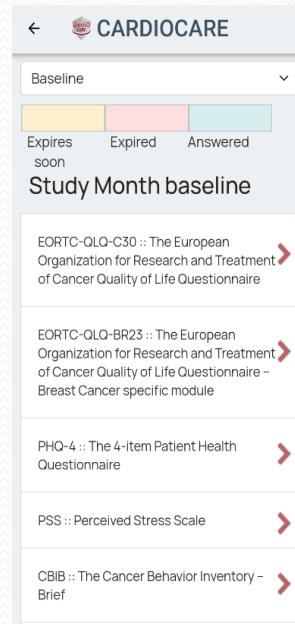 CARDIOCARE
Baseline
Expires Expired Answered
soon
Study Month baseline
EORTC-QLQ-C30 :: The European
Organization for Research and Treatment
of Cancer Quality of Life Questionnaire
EORTC-QLQ-BR23 :: The European
Organization for Research and Treatment
of Cancer Quality of Life Questionnaire –
Breast Cancer specific module
PHQ-4 :: The 4-item Patient Health
Questionnaire
PSS :: Perceived Stress Scale
CBIB :: The Cancer Behavior Inventory –
Brief